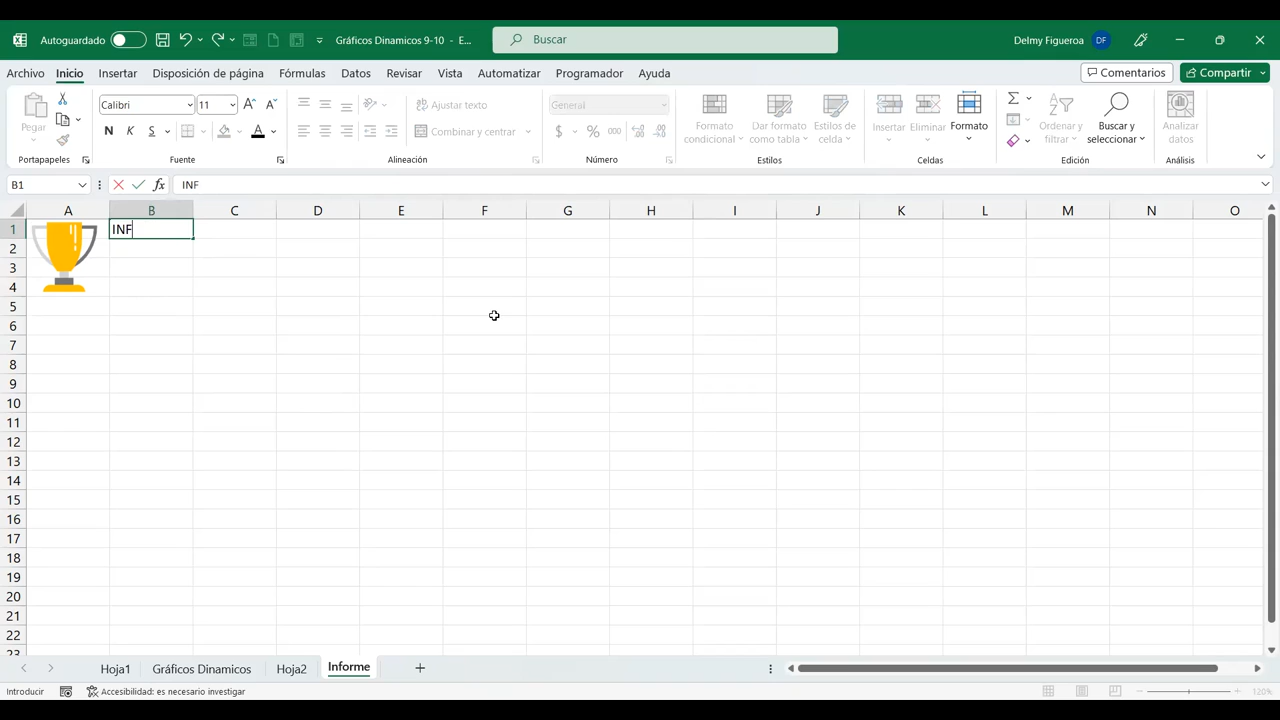 Autoguardado
Gráficos Dinamicos 9-10 - E...
Buscar
Delmy Figueroa DF
Archivo Inicio Insertar Disposición de página Fórmulas Datos Revisar Vista Automatizar Programador Ayuda
Comentarios Compartir
Pegar
Portapapeles
Calibri 11
N K S
Fuente
Ajustar texto
Combinar y centrar
Alineación
General
$ % 000
Número
Formato condicional
Dar formato como tabla
Estilos de celda
Estilos
Insertar Eliminar Formato
Celdas
Ordenar y filtrar
Buscar y seleccionar
Edición
Analizar datos
Análisis
B1 fx INF
A B C D E F G H I J K L M N O
1 INF
2
3
4
5
6
7
8
9
10
11
12
13
14
15
16
17
18
19
20
21
22
23
Hoja1 Gráficos Dinamicos Hoja2 Informe
Introducir Accesibilidad: es necesario investigar 120%